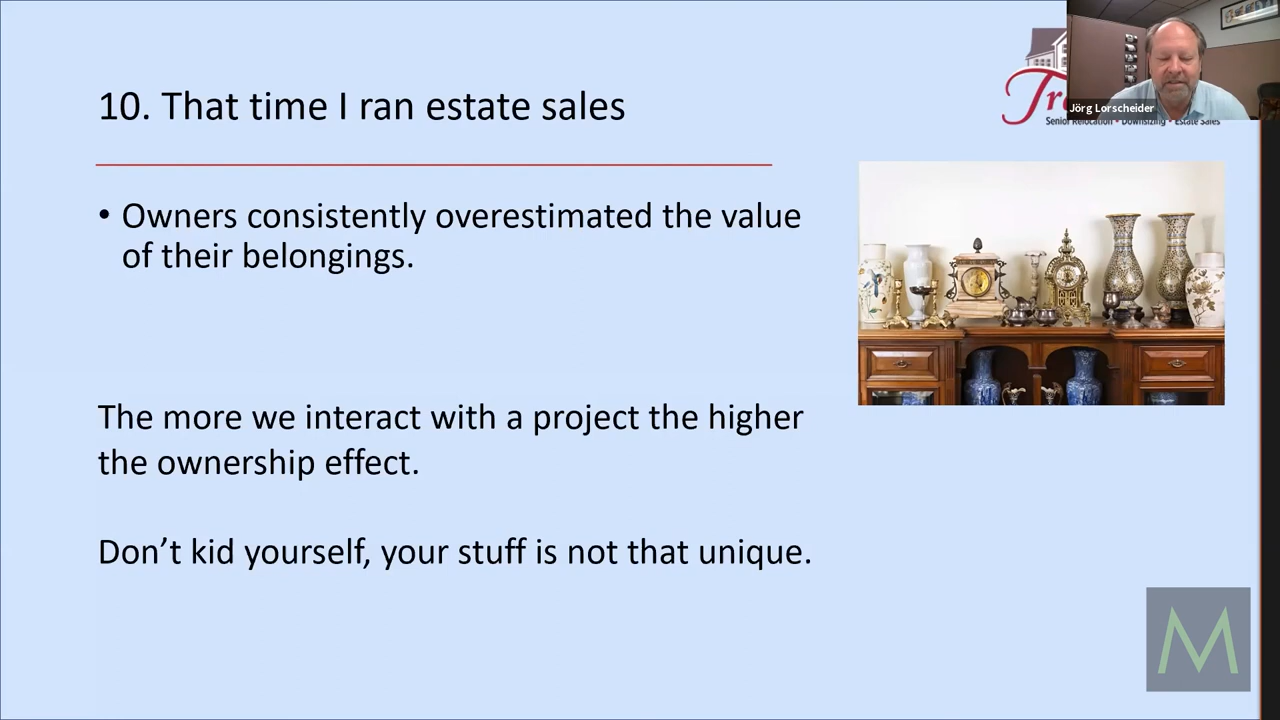 10. That time I ran estate sales
Jörg Lorscheider
Senior Relocation • Downsizing • Estate Sales
• Owners consistently overestimated the value
of their belongings.
The more we interact with a project the higher
the ownership effect.
Don’t kid yourself, your stuff is not that unique.
M